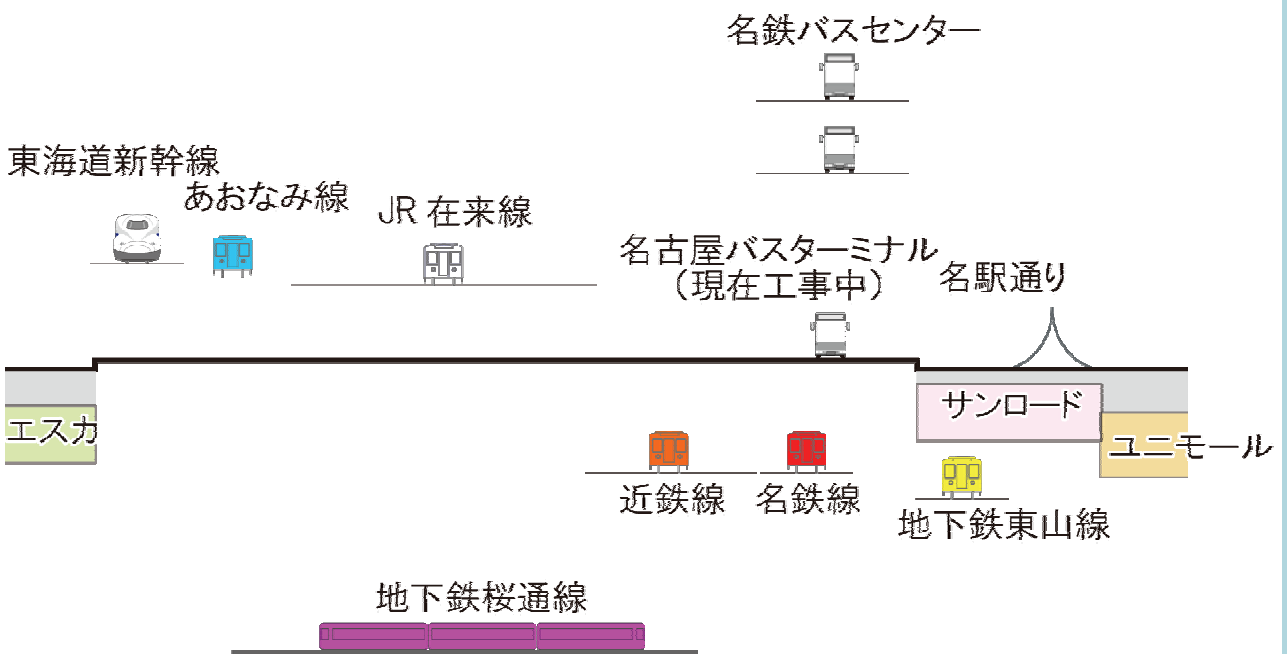 名鉄バスセンター
東海道新幹線
あおなみ線
JR 在来線
名古屋バスターミナル
（現在工事中）
名駅通り
エスカ
サンロード
ユニモール
近鉄線
名鉄線
地下鉄東山線
地下鉄桜通線